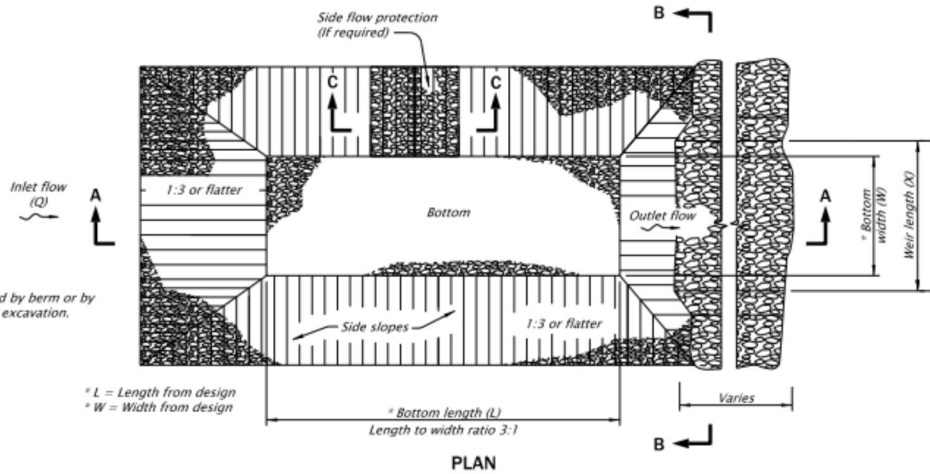 Side flow protection
(If required)
B
C
C
Inlet flow
(Q)
A
1:3 or flatter
Bottom
Outlet flow
* Bottom
width (W)
Weir length (X)
A
d by berm or by
excavation.
Side slopes
1:3 or flatter
* L = Length from design
* W = Width from design
* Bottom length (L)
Length to width ratio 3:1
Varies
B
PLAN